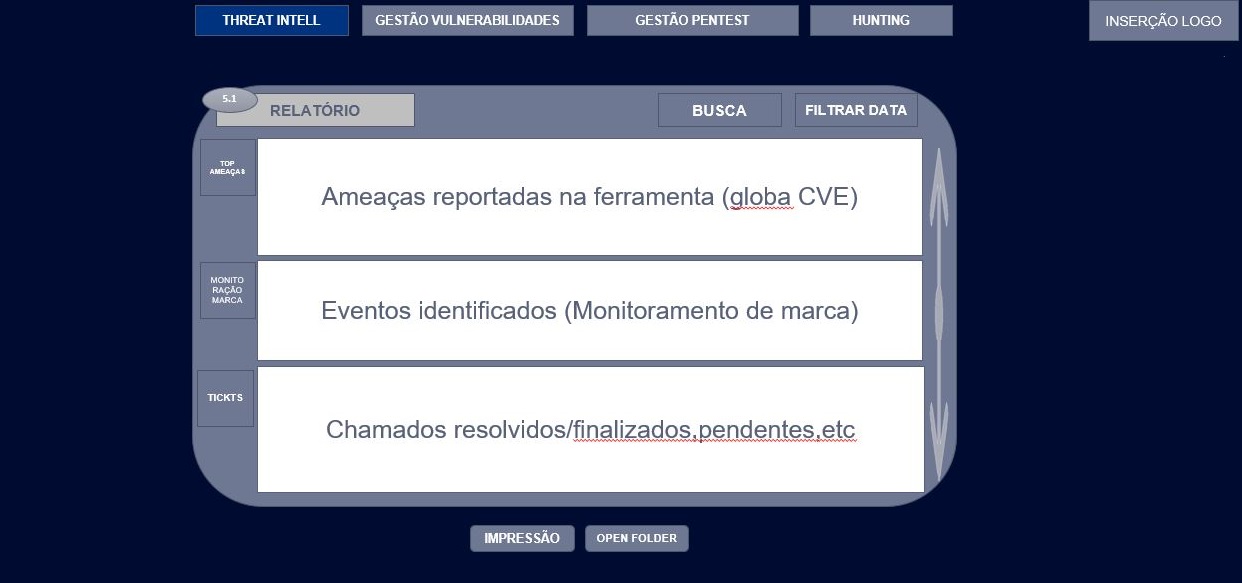 THREAT INTELL
GESTÃO VULNERABILIDADES
GESTÃO PENTEST
HUNTING
INSERÇÃO LOGO
5.1
RELATÓRIO
BUSCA
FILTRAR DATA
TOP
AMEAÇAS
Ameaças reportadas na ferramenta (globa CVE)
MONITO
RAÇÃO
MARCA
Eventos identificados (Monitoramento de marca)
TICKTS
Chamados resolvidos/finalizados,pendentes,etc
IMPRESSÃO
OPEN FOLDER